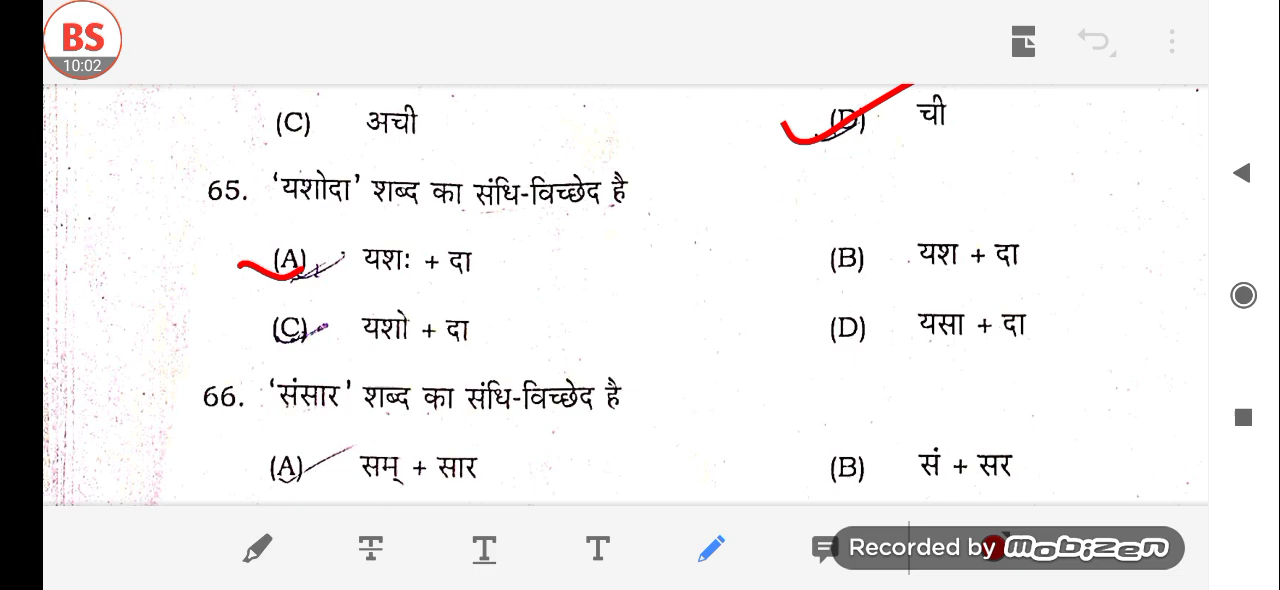 BS
10:02
(C) अची (D) ची
65. ‘यशोदा’ शब्द का संधि-विच्छेद है
(A) यशः + दा (B) यश + दा
(C) यशो + दा (D) यसा + दा
66. ‘संसार’ शब्द का संधि-विच्छेद है
(A) सम् + सार (B) सं + सर
T T T
Recorded by mobizen